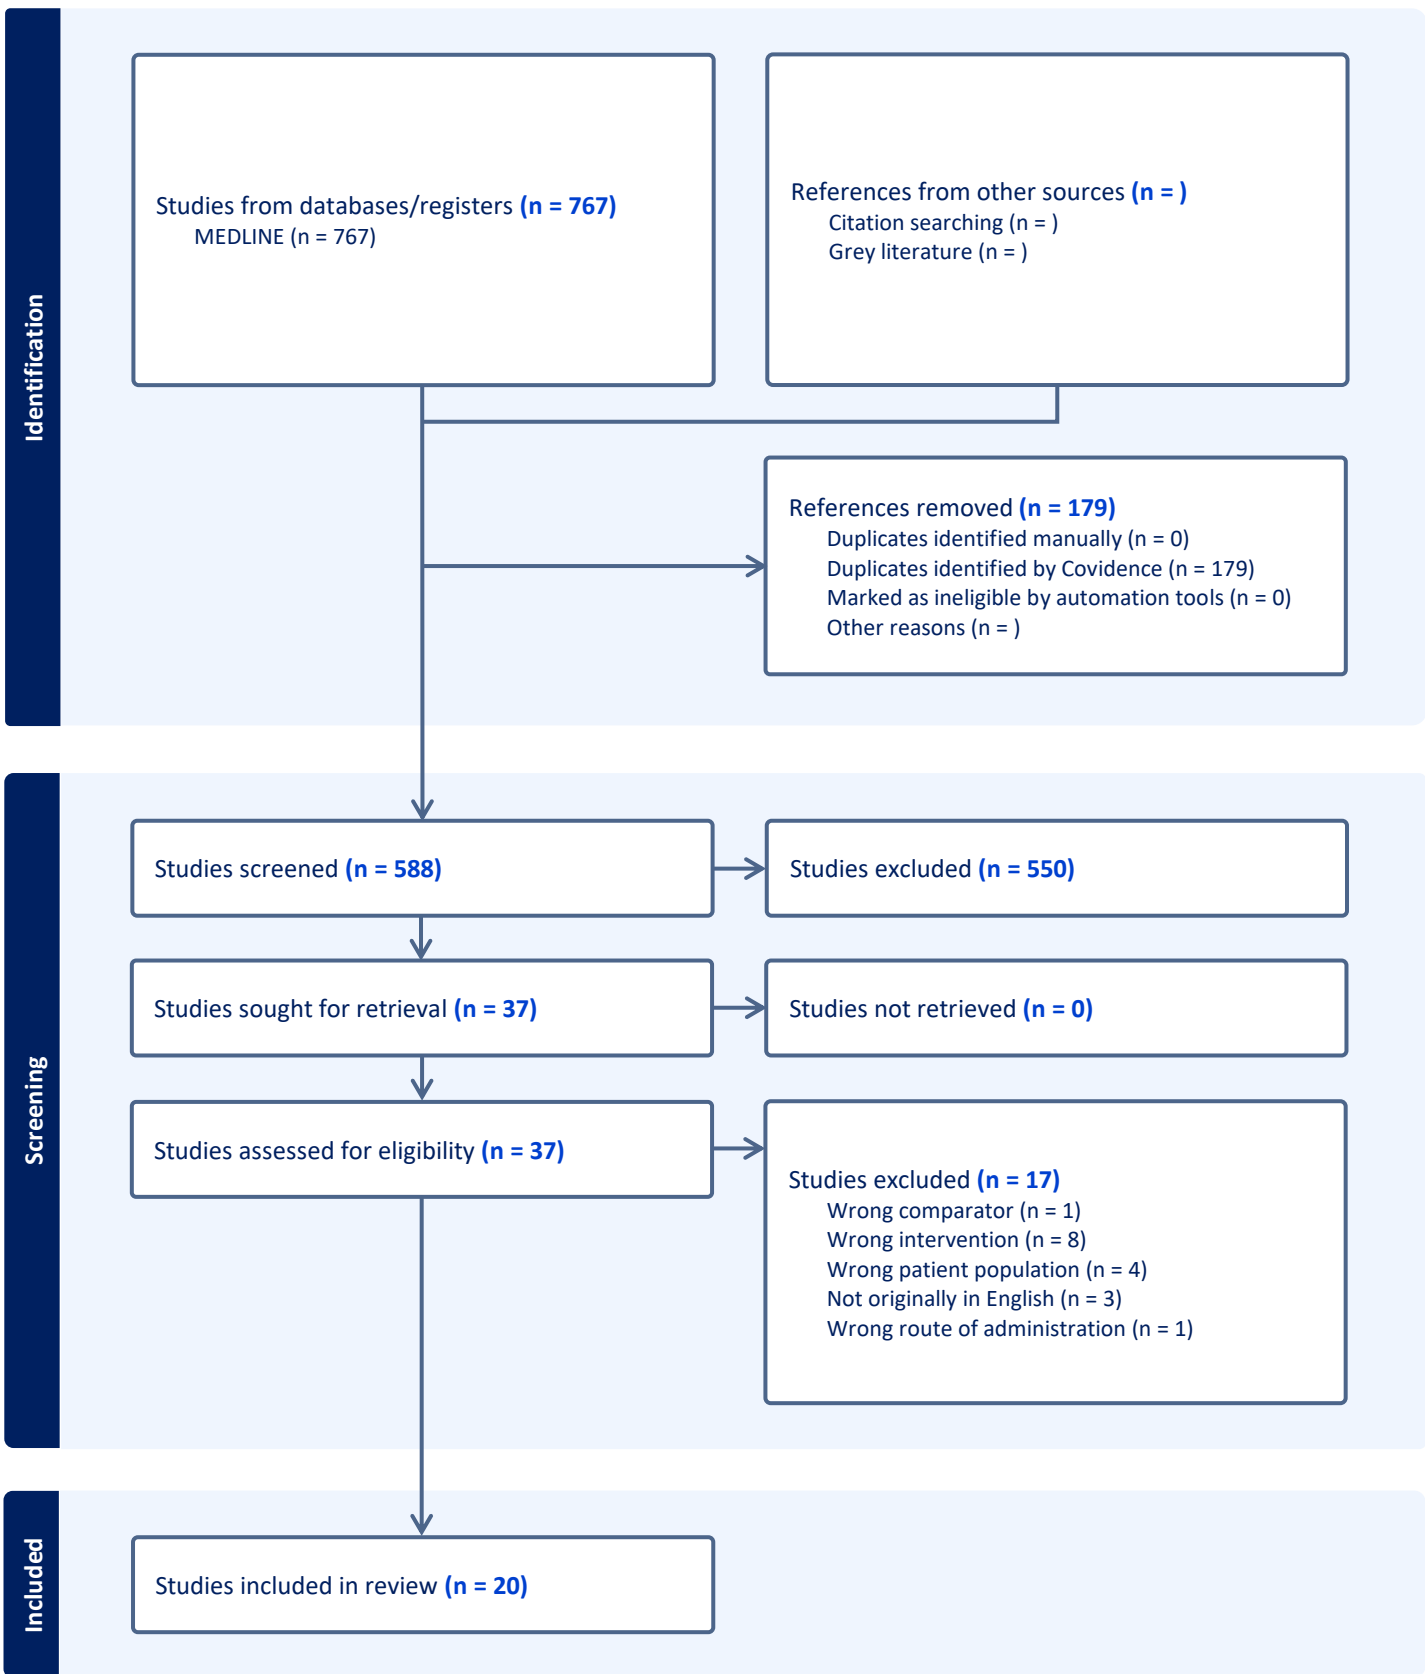 Identification
Studies from databases/registers (n = 767)
MEDLINE (n = 767)
References from other sources (n = )
Citation searching (n = )
Grey literature (n = )
References removed (n = 179)
Duplicates identified manually (n = 0)
Duplicates identified by Covidence (n = 179)
Marked as ineligible by automation tools (n = 0)
Other reasons (n = )
Screening
Studies screened (n = 588)
Studies excluded (n = 550)
Studies sought for retrieval (n = 37)
Studies not retrieved (n = 0)
Studies assessed for eligibility (n = 37)
Studies excluded (n = 17)
Wrong comparator (n = 1)
Wrong intervention (n = 8)
Wrong patient population (n = 4)
Not originally in English (n = 3)
Wrong route of administration (n = 1)
Included
Studies included in review (n = 20)